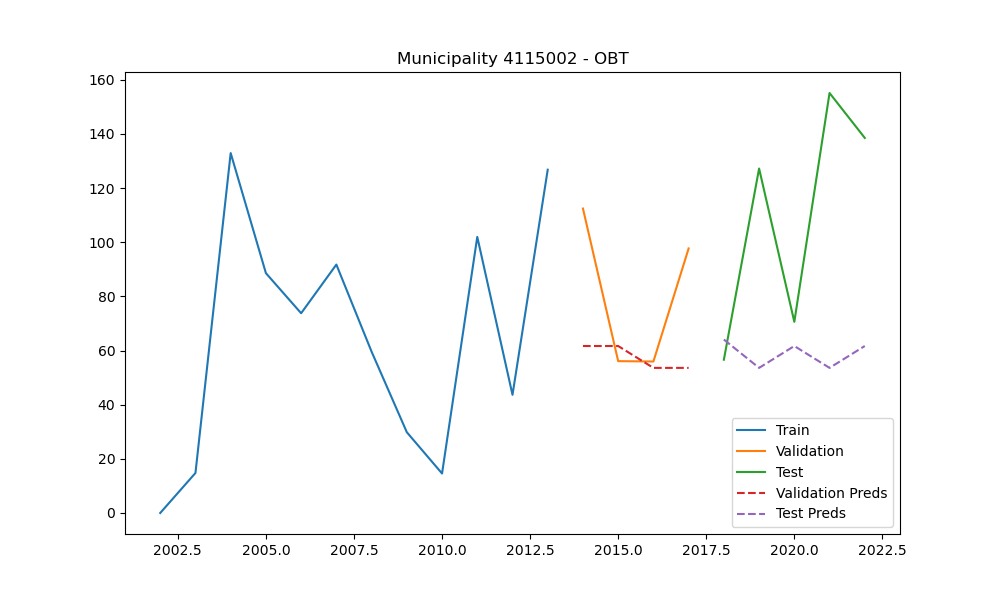 Municipality 4115002 - OBT
160
140
120
100
80
60
40
20
0
2002.5 2005.0 2007.5 2010.0 2012.5 2015.0 2017.5 2020.0 2022.5
Train
Validation
Test
Validation Preds
Test Preds